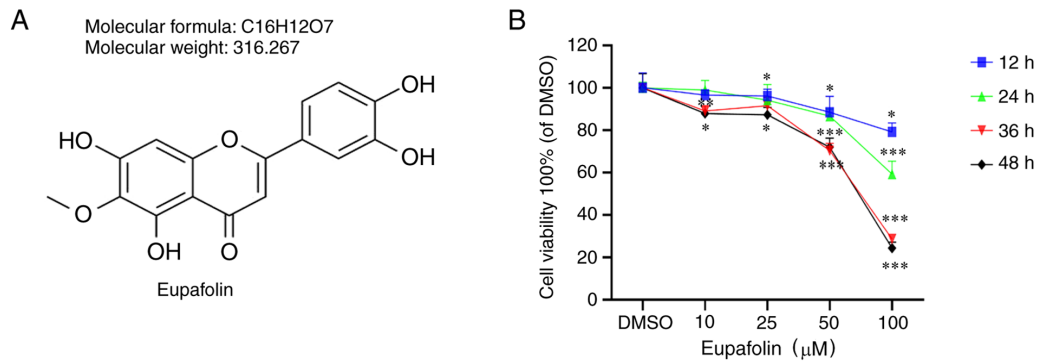 A
Molecular formula: C16H12O7
Molecular weight: 316.267
OH
OH
HO
O
O
OH
O
Eupafolin
B
Cell viability 100% (of DMSO)
120
100
80
60
40
20
0
*
*
*
**
*
*
***
***
***
***
***
DMSO
10
25
50
100
Eupafolin (μM)
12 h
24 h
36 h
48 h